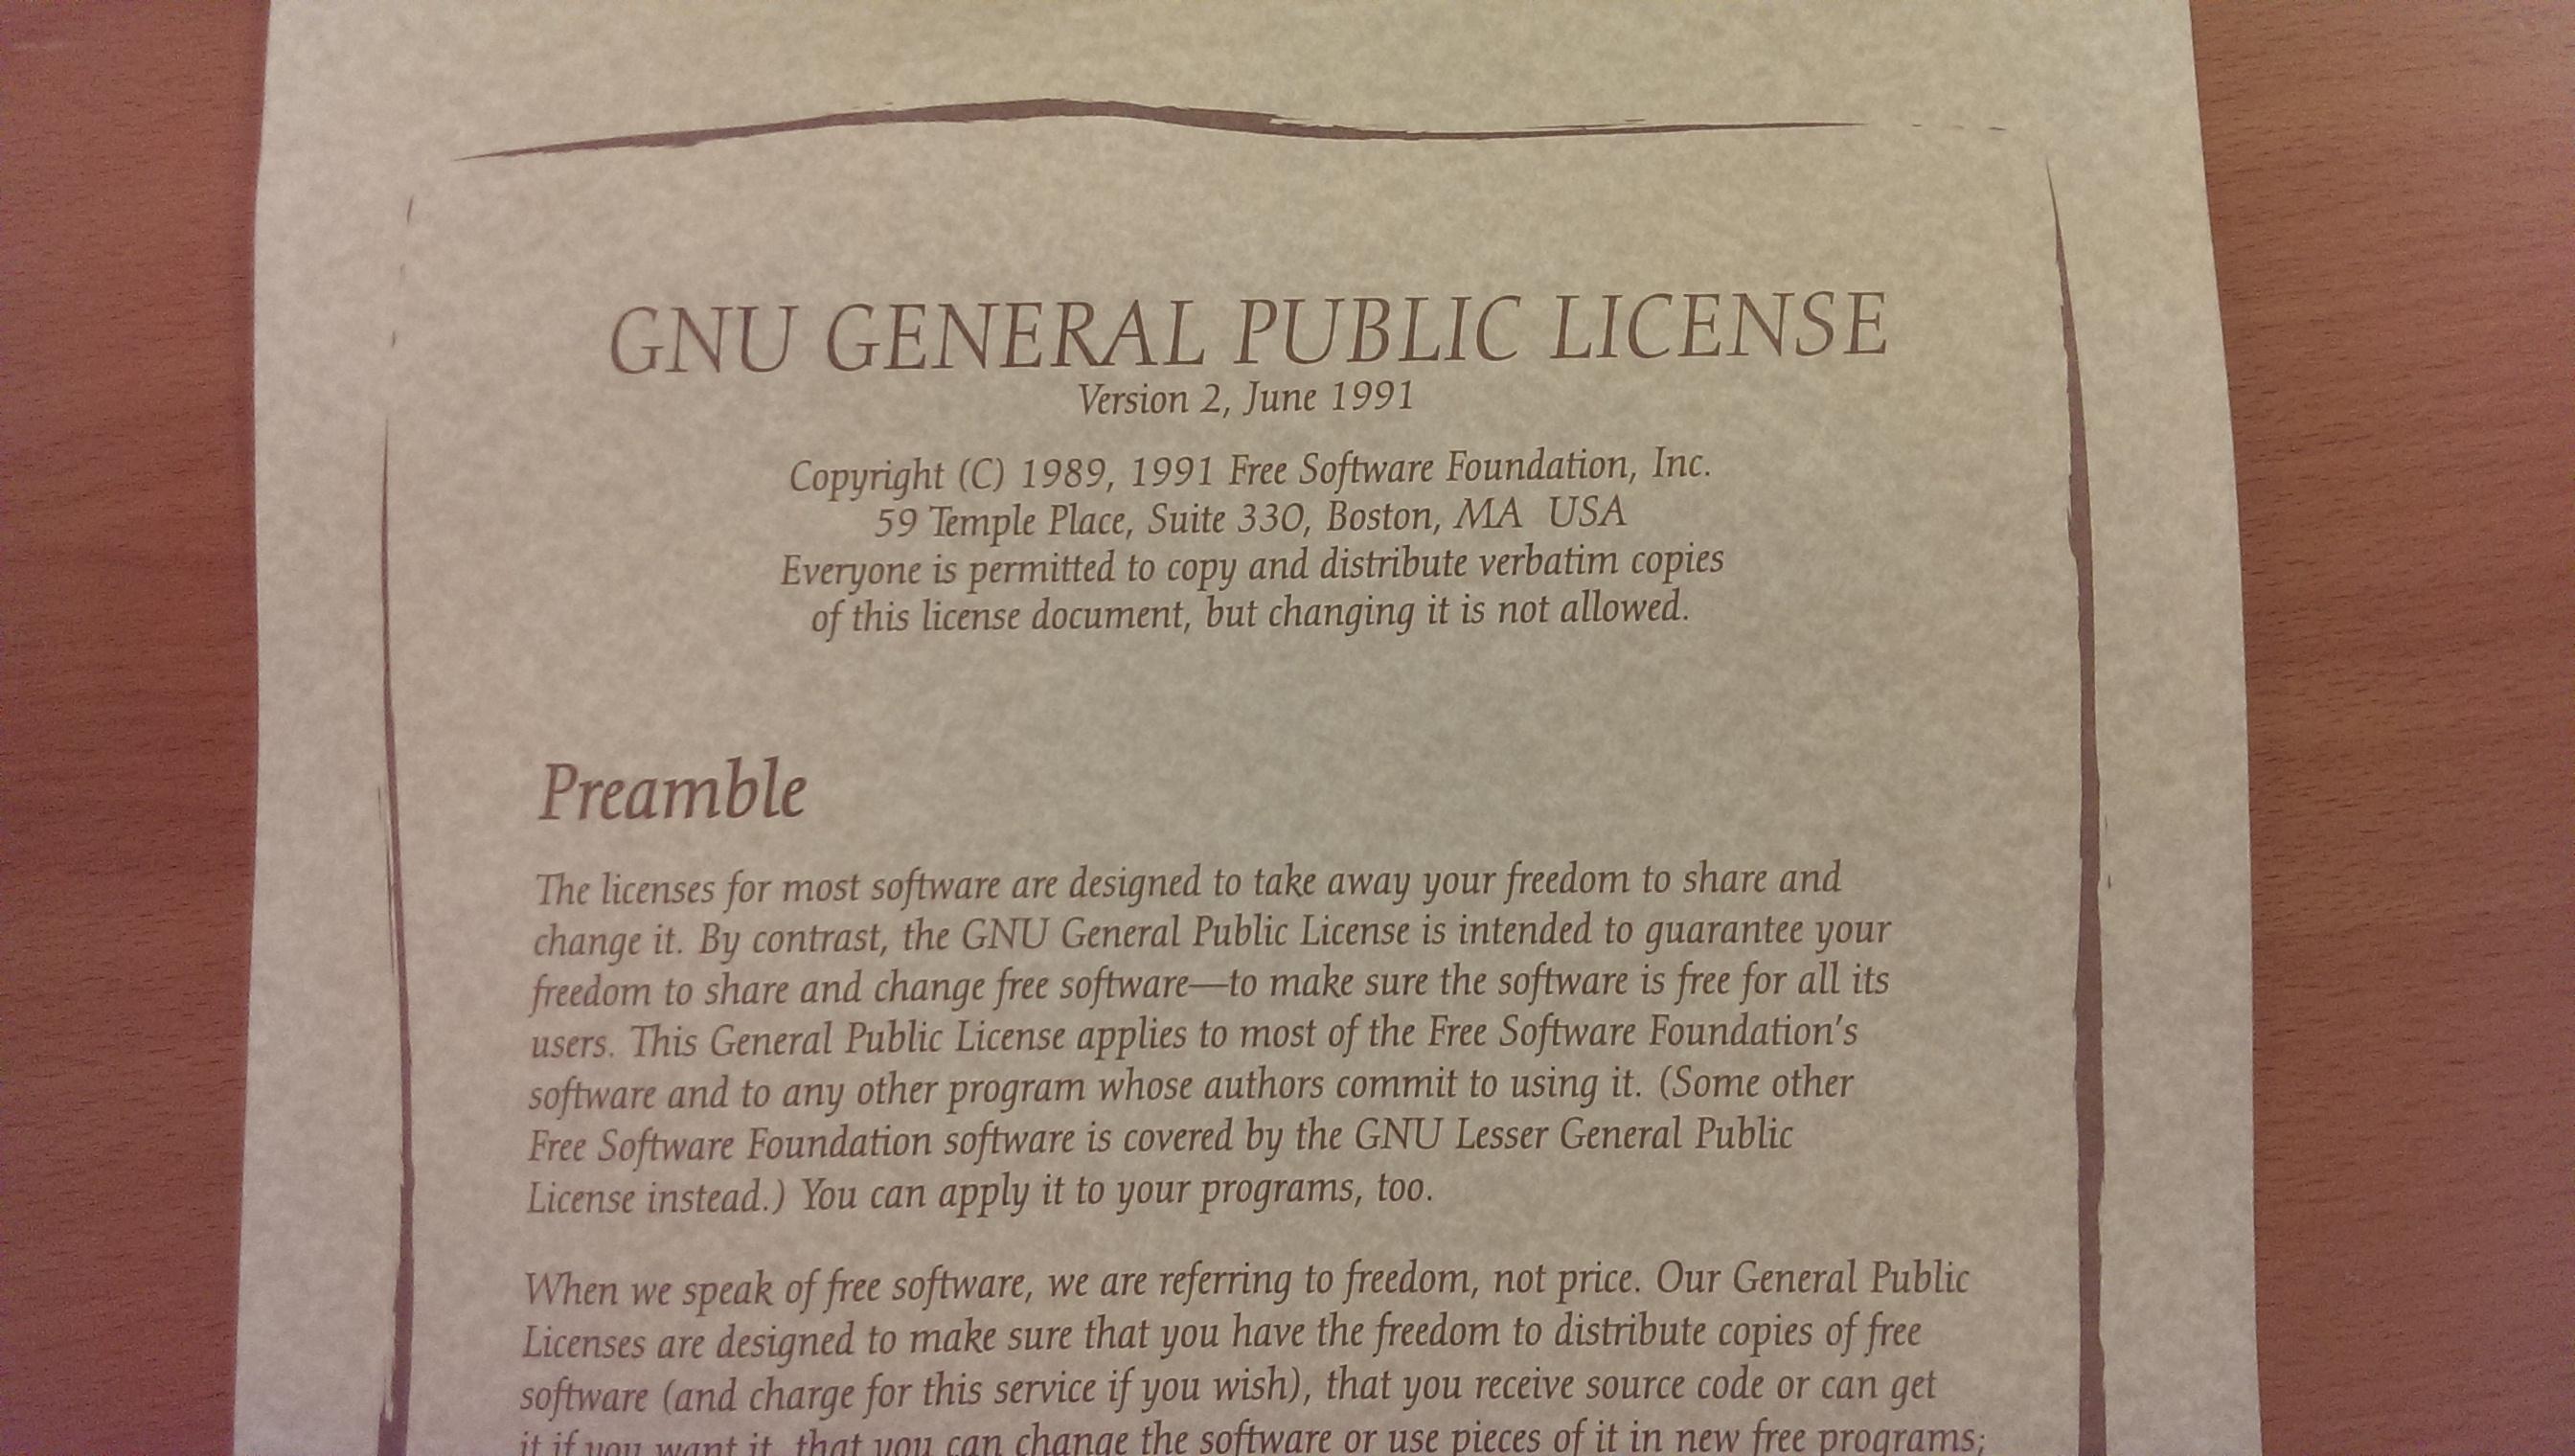 GNU GENERAL PUBLIC LICENSE
Version 2, June 1991
Copyright (C) 1989, 1991 Free Software Foundation, Inc.
59 Temple Place, Suite 330, Boston, MA  USA
Everyone is permitted to copy and distribute verbatim copies
of this license document, but changing it is not allowed.
Preamble
The licenses for most software are designed to take away your freedom to share and
change it. By contrast, the GNU General Public License is intended to guarantee your
freedom to share and change free software—to make sure the software is free for all its
users. This General Public License applies to most of the Free Software Foundation's
software and to any other program whose authors commit to using it. (Some other
Free Software Foundation software is covered by the GNU Lesser General Public
License instead.) You can apply it to your programs, too.
When we speak of free software, we are referring to freedom, not price. Our General Public
Licenses are designed to make sure that you have the freedom to distribute copies of free
software (and charge for this service if you wish), that you receive source code or can get
it if you want it, that you can change the software or use pieces of it in new free programs;